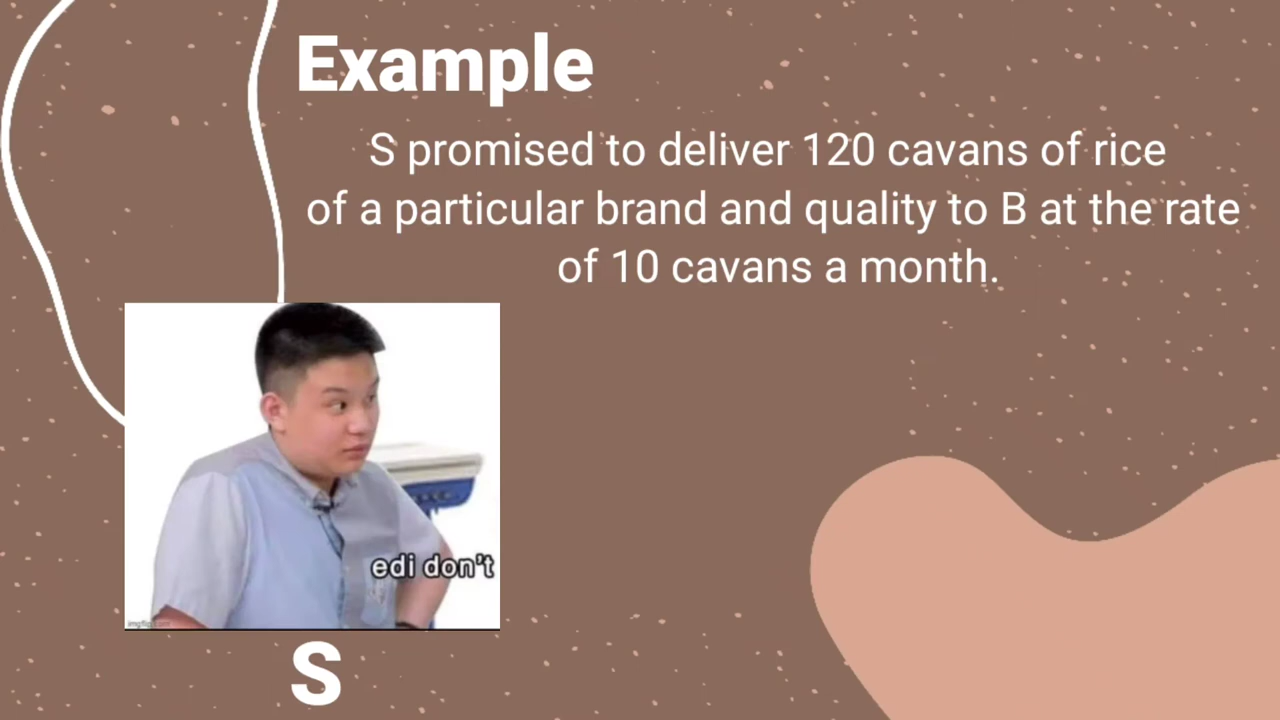 Example
S promised to deliver 120 cavans of rice
of a particular brand and quality to B at the rate
of 10 cavans a month.
edi don't
S